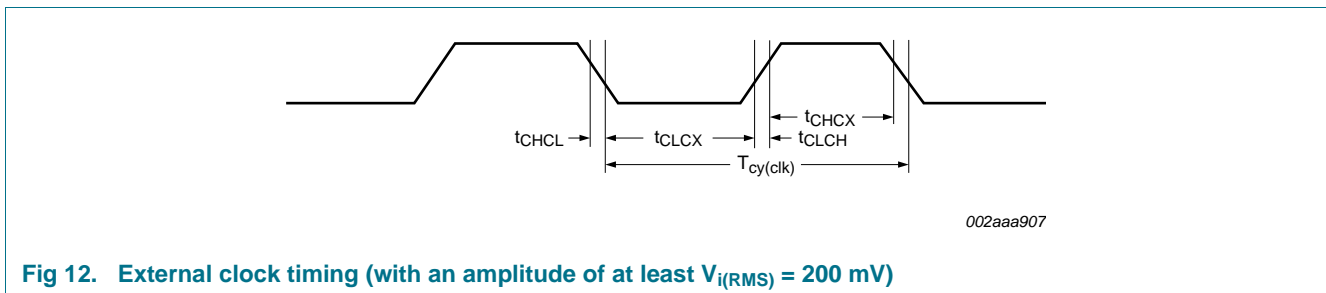 tCHCX
tCHCL
tCLCX
tCLCH
Tcy(clk)
002aaa907
Fig 12. External clock timing (with an amplitude of at least Vi(RMS) = 200 mV)